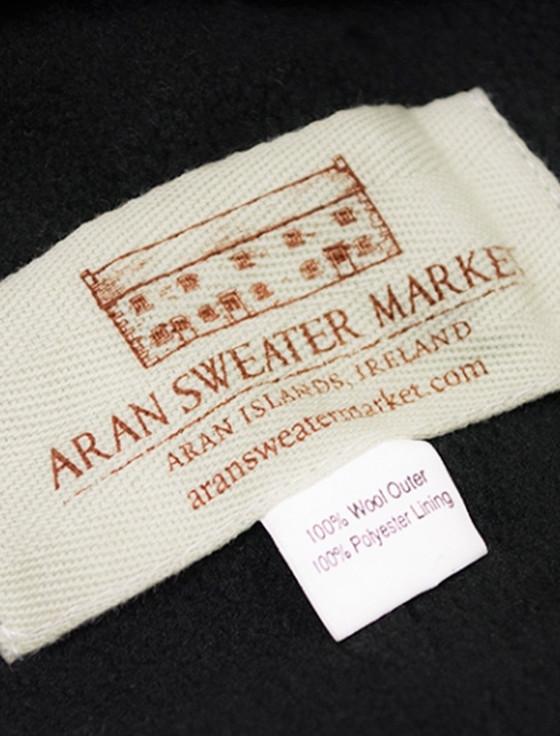 ARAN SWEATER MARKET
ARAN ISLANDS, IRELAND
aransweatermarket.com
100% Wool Outer
100% Polyester Lining